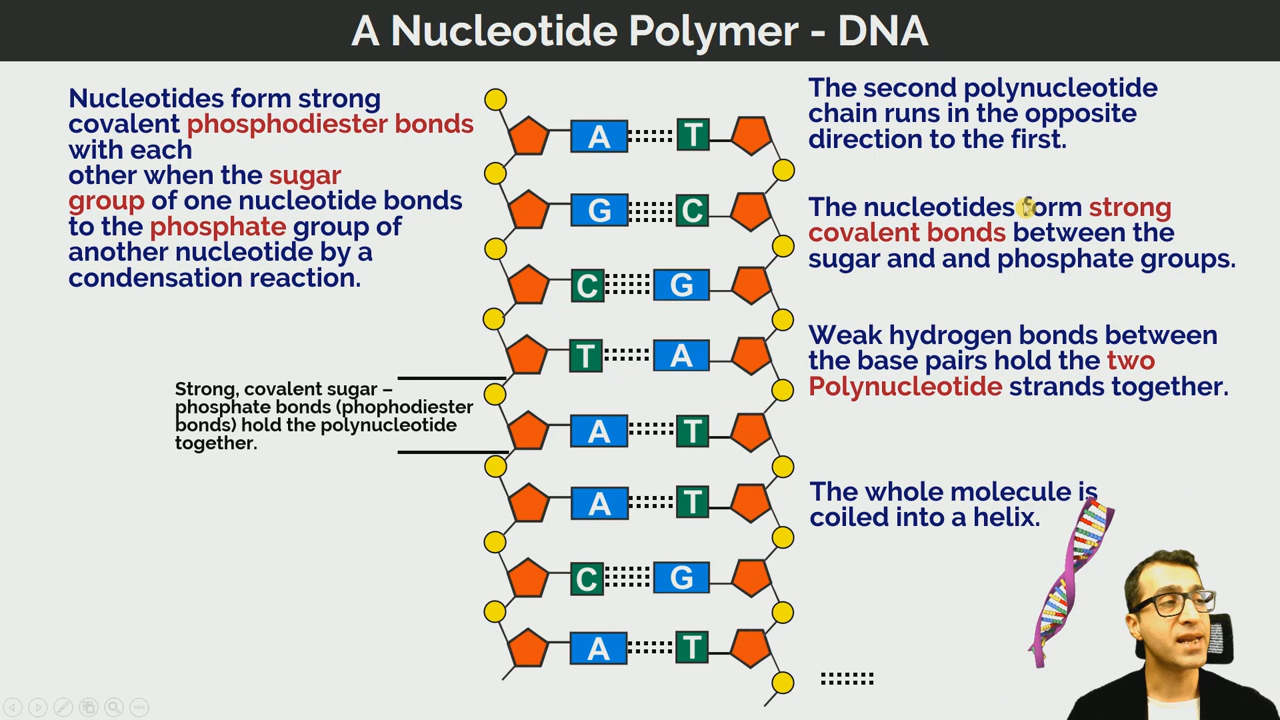 A Nucleotide Polymer - DNA
Nucleotides form strong
covalent phosphodiester bonds
with each
other when the sugar
group of one nucleotide bonds
to the phosphate group of
another nucleotide by a
condensation reaction.
Strong, covalent sugar –
phosphate bonds (phophodiester
bonds) hold the polynucleotide
together.
A T
G C
C G
T A
A T
A T
C G
A T
The second polynucleotide
chain runs in the opposite
direction to the first.
The nucleotides form strong
covalent bonds between the
sugar and and phosphate groups.
Weak hydrogen bonds between
the base pairs hold the two
Polynucleotide strands together.
The whole molecule is
coiled into a helix.